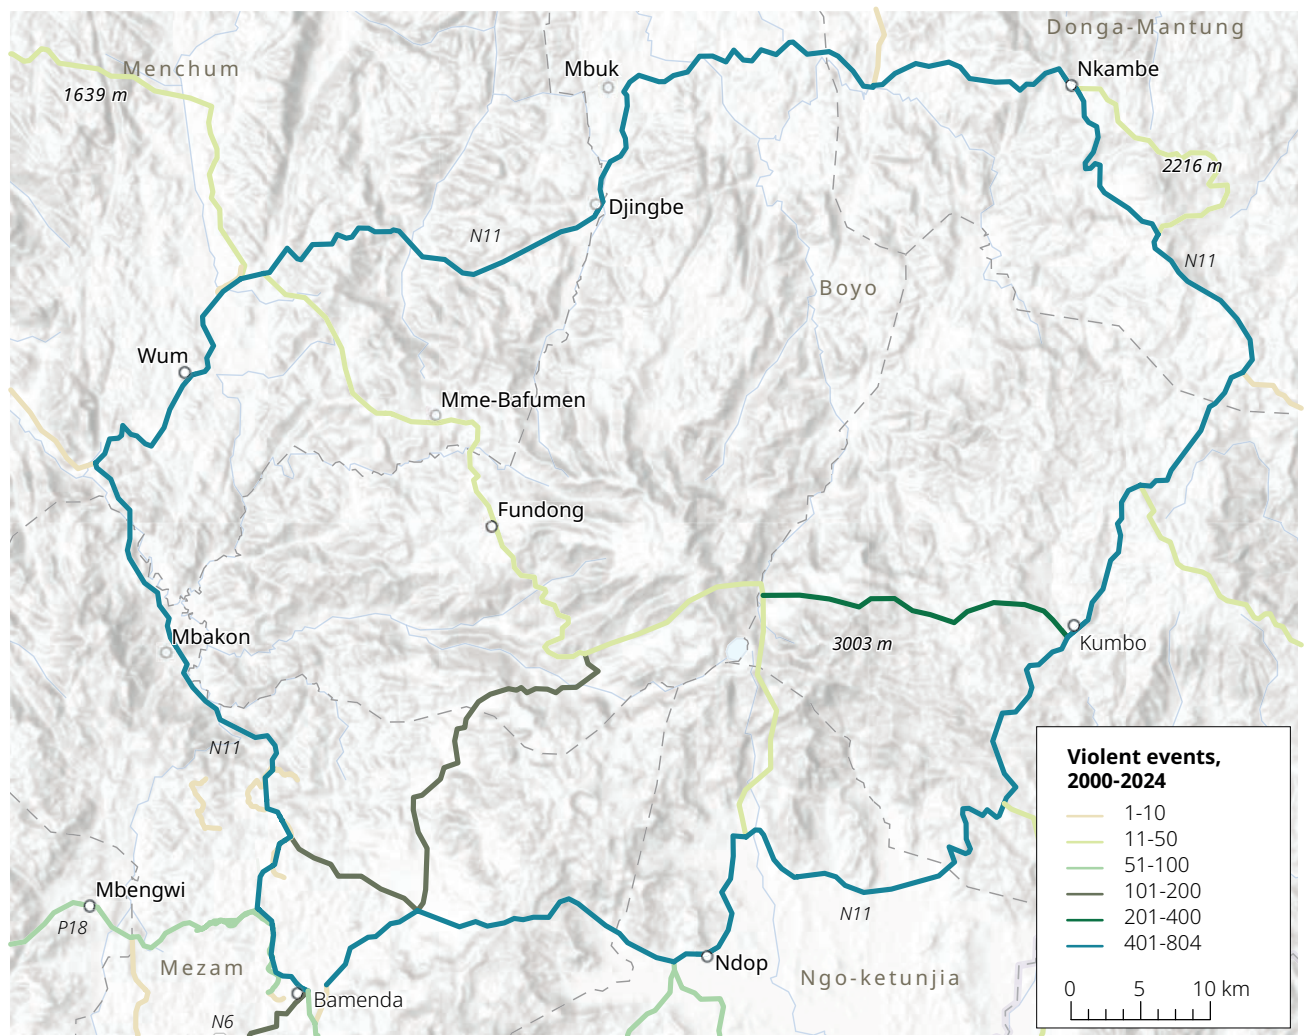 Donga-Mantung
Menchum
Mbuk
Nkambe
1639 m
2216 m
Djingbe
N11
N11
Boyo
Wum
Mme-Bafumen
Fundong
Mbakon
3003 m
Kumbo
N11
Violent events,
2000-2024
1-10
11-50
51-100
101-200
201-400
401-804
0 5 10 km
Mbengwi
P18
N11
Mezam
Ndop
Ngo-ketunjia
Bamenda
N6